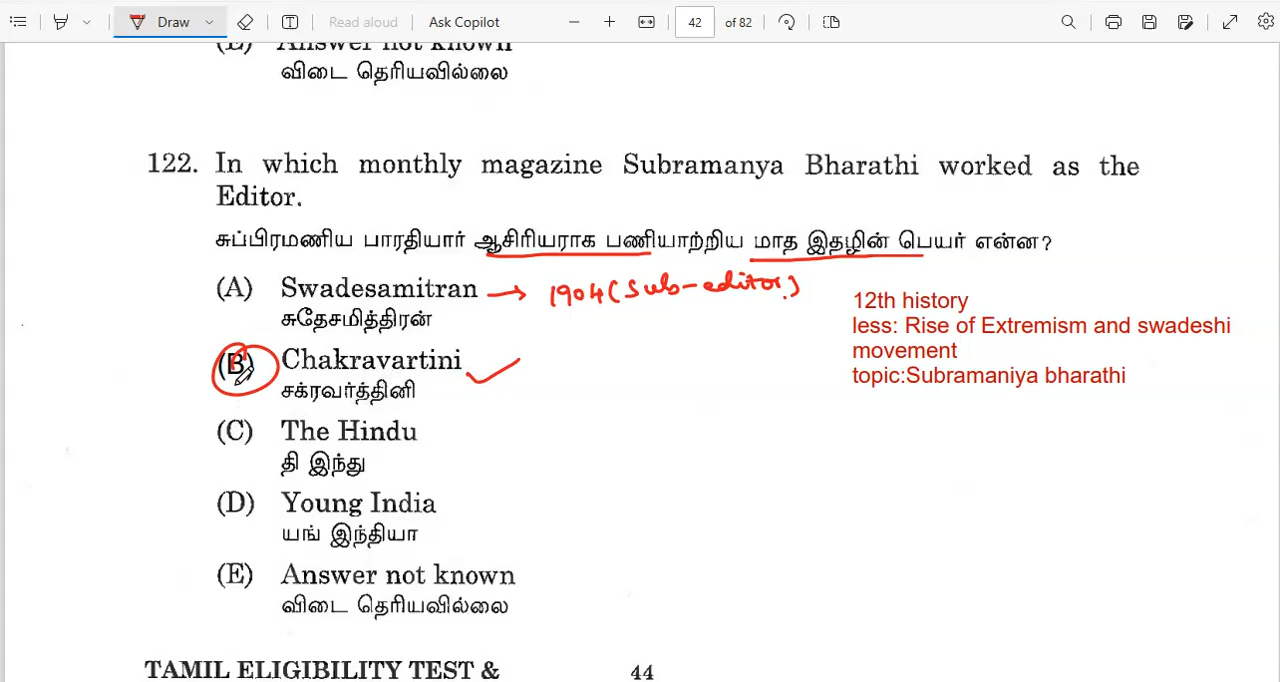 Draw
Read aloud
Ask Copilot
42 of 82
(E) Answer not known
விடை தெரியவில்லை
122. In which monthly magazine Subramanya Bharathi worked as the
Editor.
சுப்பிரமணிய பாரதியார் ஆசிரியராக பணியாற்றிய மாத இதழின் பெயர் என்ன?
(A) Swadesamitran → 1904 (Sub-editor)
சுதேசமித்திரன்
(B) Chakravartini
சக்ரவர்த்தினி
(C) The Hindu
தி இந்து
(D) Young India
யங் இந்தியா
(E) Answer not known
விடை தெரியவில்லை
12th history
less: Rise of Extremism and swadeshi
movement
topic:Subramaniya bharathi
TAMIL ELIGIBILITY TEST & 44